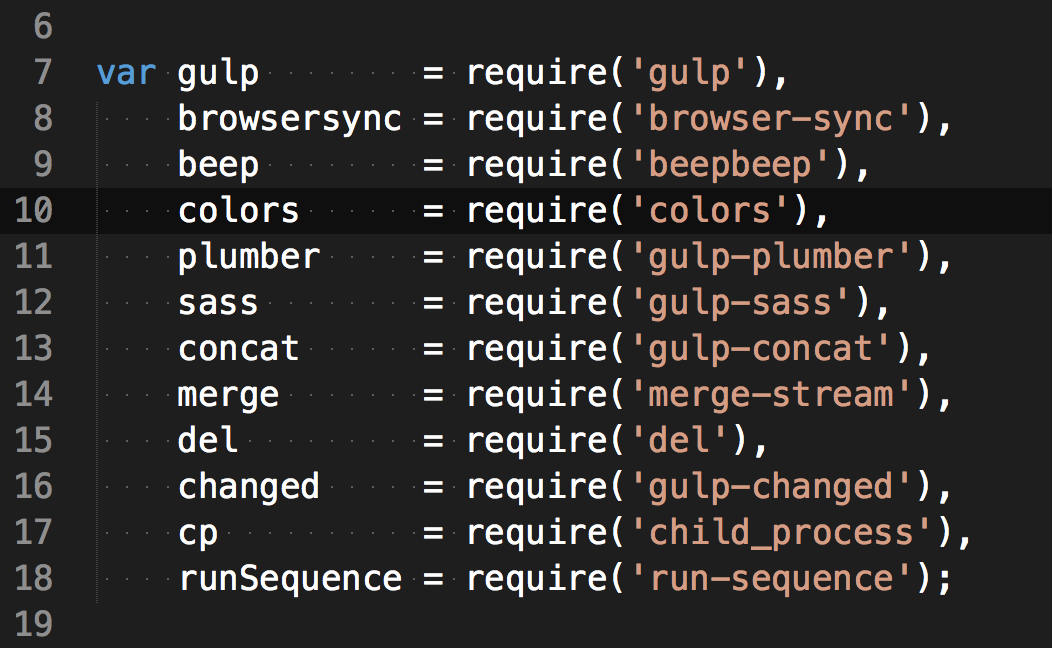 6
7 var gulp        = require('gulp'),
8     browsersync = require('browser-sync'),
9     beep        = require('beepbeep'),
10     colors      = require('colors'),
11     plumber     = require('gulp-plumber'),
12     sass        = require('gulp-sass'),
13     concat      = require('gulp-concat'),
14     merge       = require('merge-stream'),
15     del         = require('del'),
16     changed     = require('gulp-changed'),
17     cp          = require('child_process'),
18     runSequence = require('run-sequence');
19